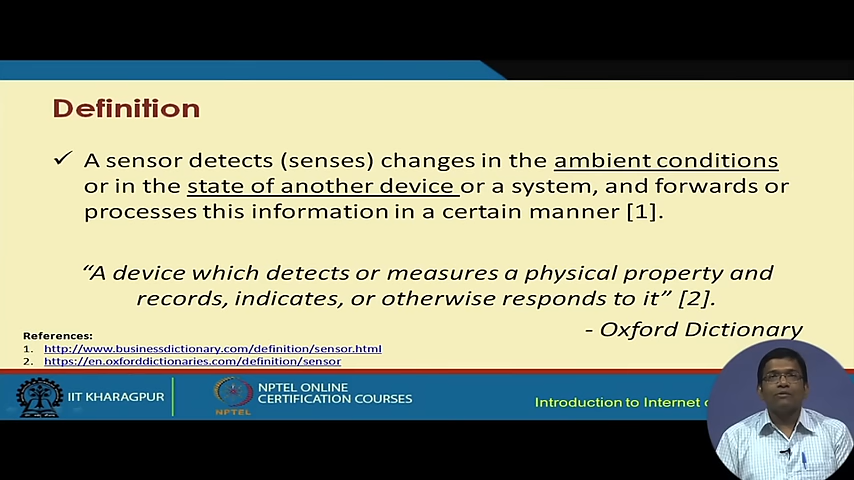 Definition
✓ A sensor detects (senses) changes in the ambient conditions
or in the state of another device or a system, and forwards or
processes this information in a certain manner [1].
“A device which detects or measures a physical property and
records, indicates, or otherwise responds to it” [2].
- Oxford Dictionary
References:
1. http://www.businessdictionary.com/definition/sensor.html
2. https://en.oxforddictionaries.com/definition/sensor
IIT KHARAGPUR
NPTEL
NPTEL ONLINE
CERTIFICATION COURSES
Introduction to Internet